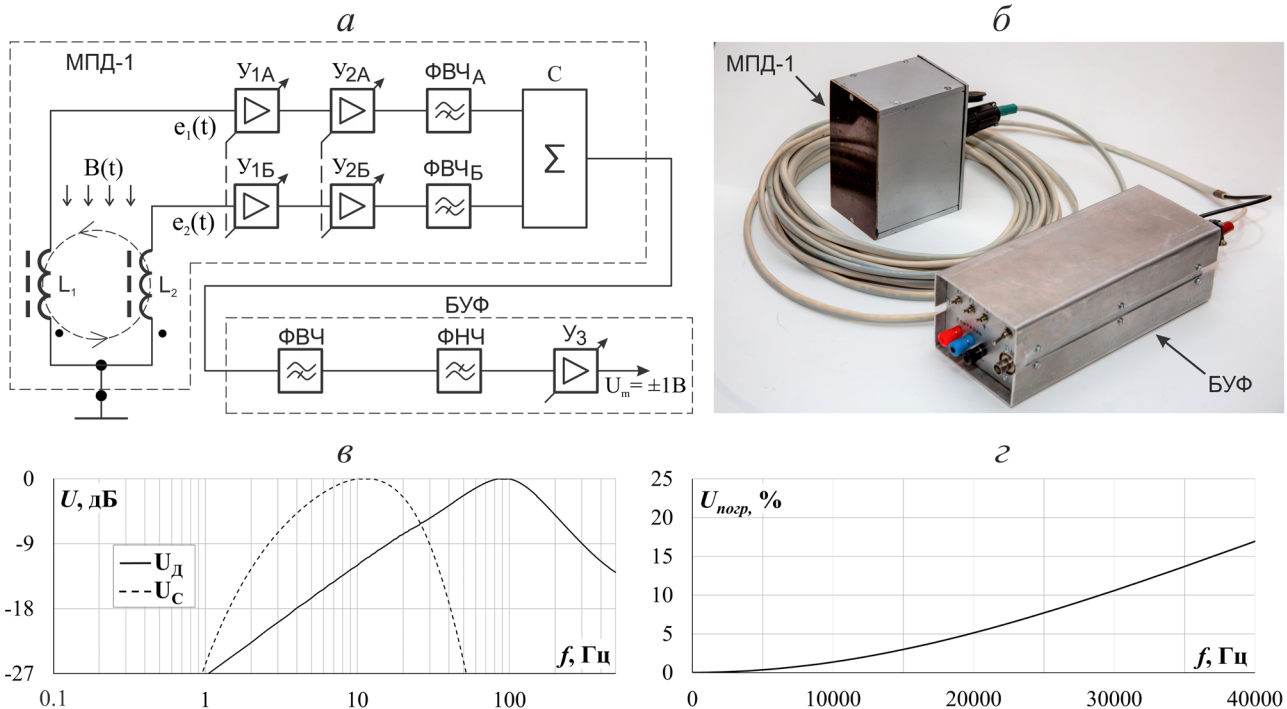 а
МПД-1
У1А
У2А
ФВЧА
С
e1(t)
Σ
B(t)
У1Б
У2Б
ФВЧБ
e2(t)
L1
L2
БУФ
ФВЧ
ФНЧ
У3
Um= ±1В
б
МПД-1
БУФ
в
U, дБ
0
-9
-18
-27
UД
UС
f, Гц
0.1
1
10
100
г
Uпогр, %
25
20
15
10
5
0
f, Гц
0
10000
20000
30000
40000